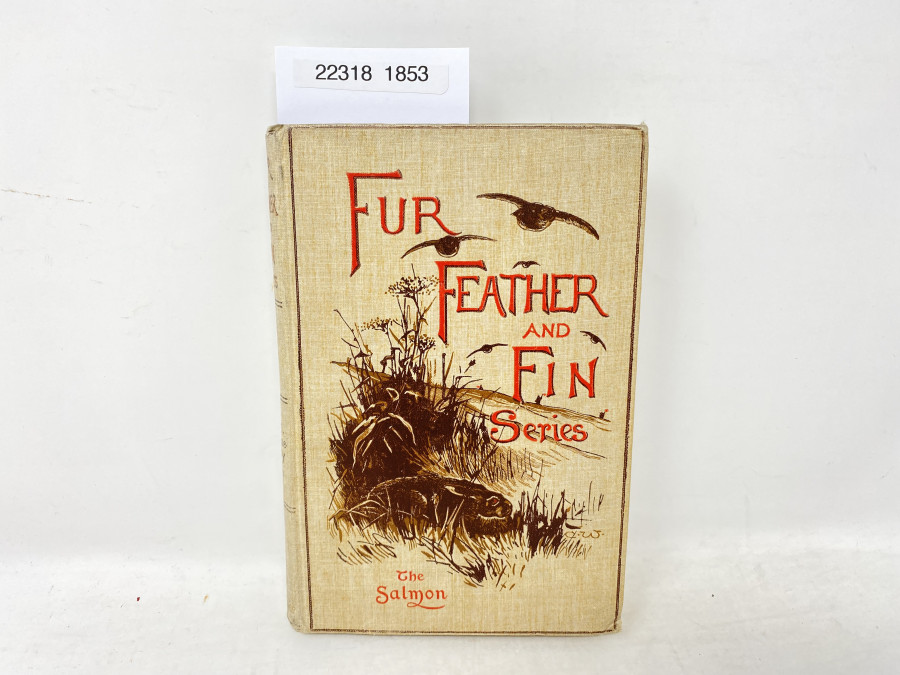 22318 1853
FUR
FEATHER
AND
FIN
Series
The
Salmon